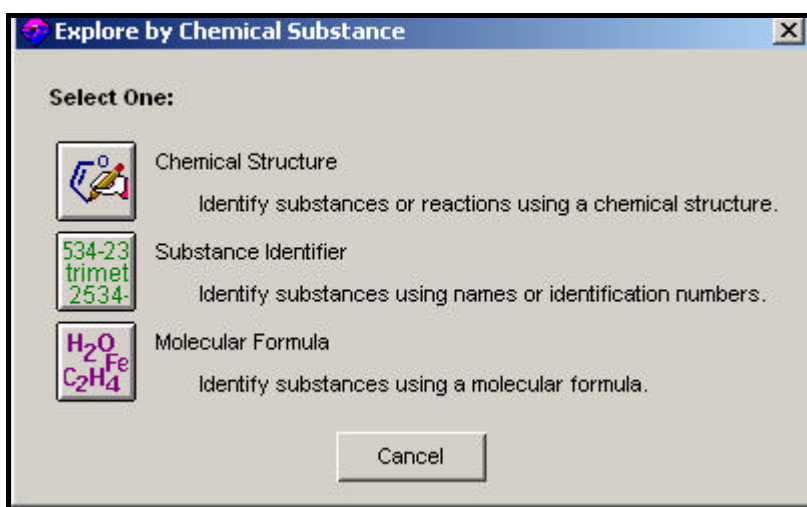 Explore by Chemical Substance
Select One:
Chemical Structure
Identify substances or reactions using a chemical structure.
534-23
trimet
2534-
Substance Identifier
Identify substances using names or identification numbers.
H2O
Fe
C2H4
Molecular Formula
Identify substances using a molecular formula.
Cancel